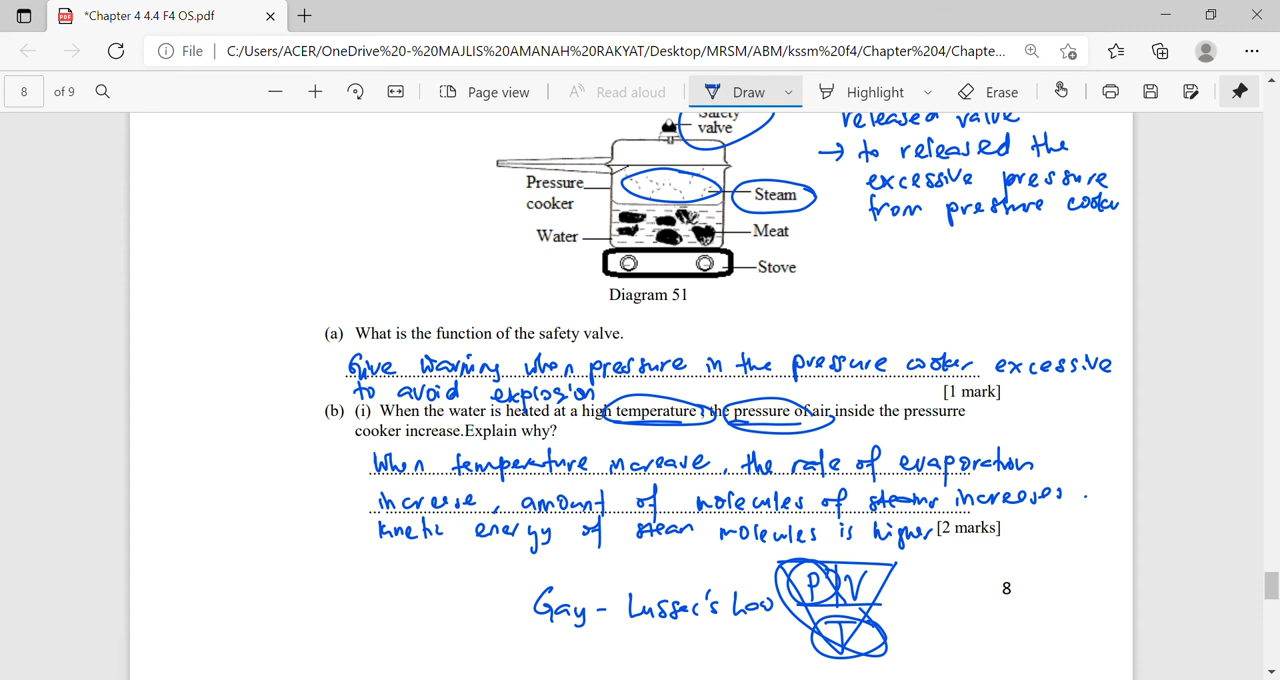 *Chapter 4 4.4 F4 OS.pdf
File
C:/Users/ACER/OneDrive%20-%20MAJLIS%20AMANAH%20RAKYAT/Desktop/MRSM/ABM/kssm%20f4/Chapter%204/Chapte...
8 of 9
Page view
Read aloud
Draw
Highlight
Erase
Safety
valve
released valve
→ to released the
excessive pressure
from pressure cooker
Pressure
cooker
Steam
Water
Meat
Stove
Diagram 51
(a) What is the function of the safety valve.
Give warning when pressure in the pressure cooker excessive
to avoid explosion
[1 mark]
(b) (i) When the water is heated at a high temperature , the pressure of air inside the pressurre
cooker increase.Explain why?
When temperature increase, the rate of evaporation
increase, amount of molecules of steam increases.
kinetic energy of steam molecules is higher [2 marks]
8
Gay - Lussac's Law
P V
T